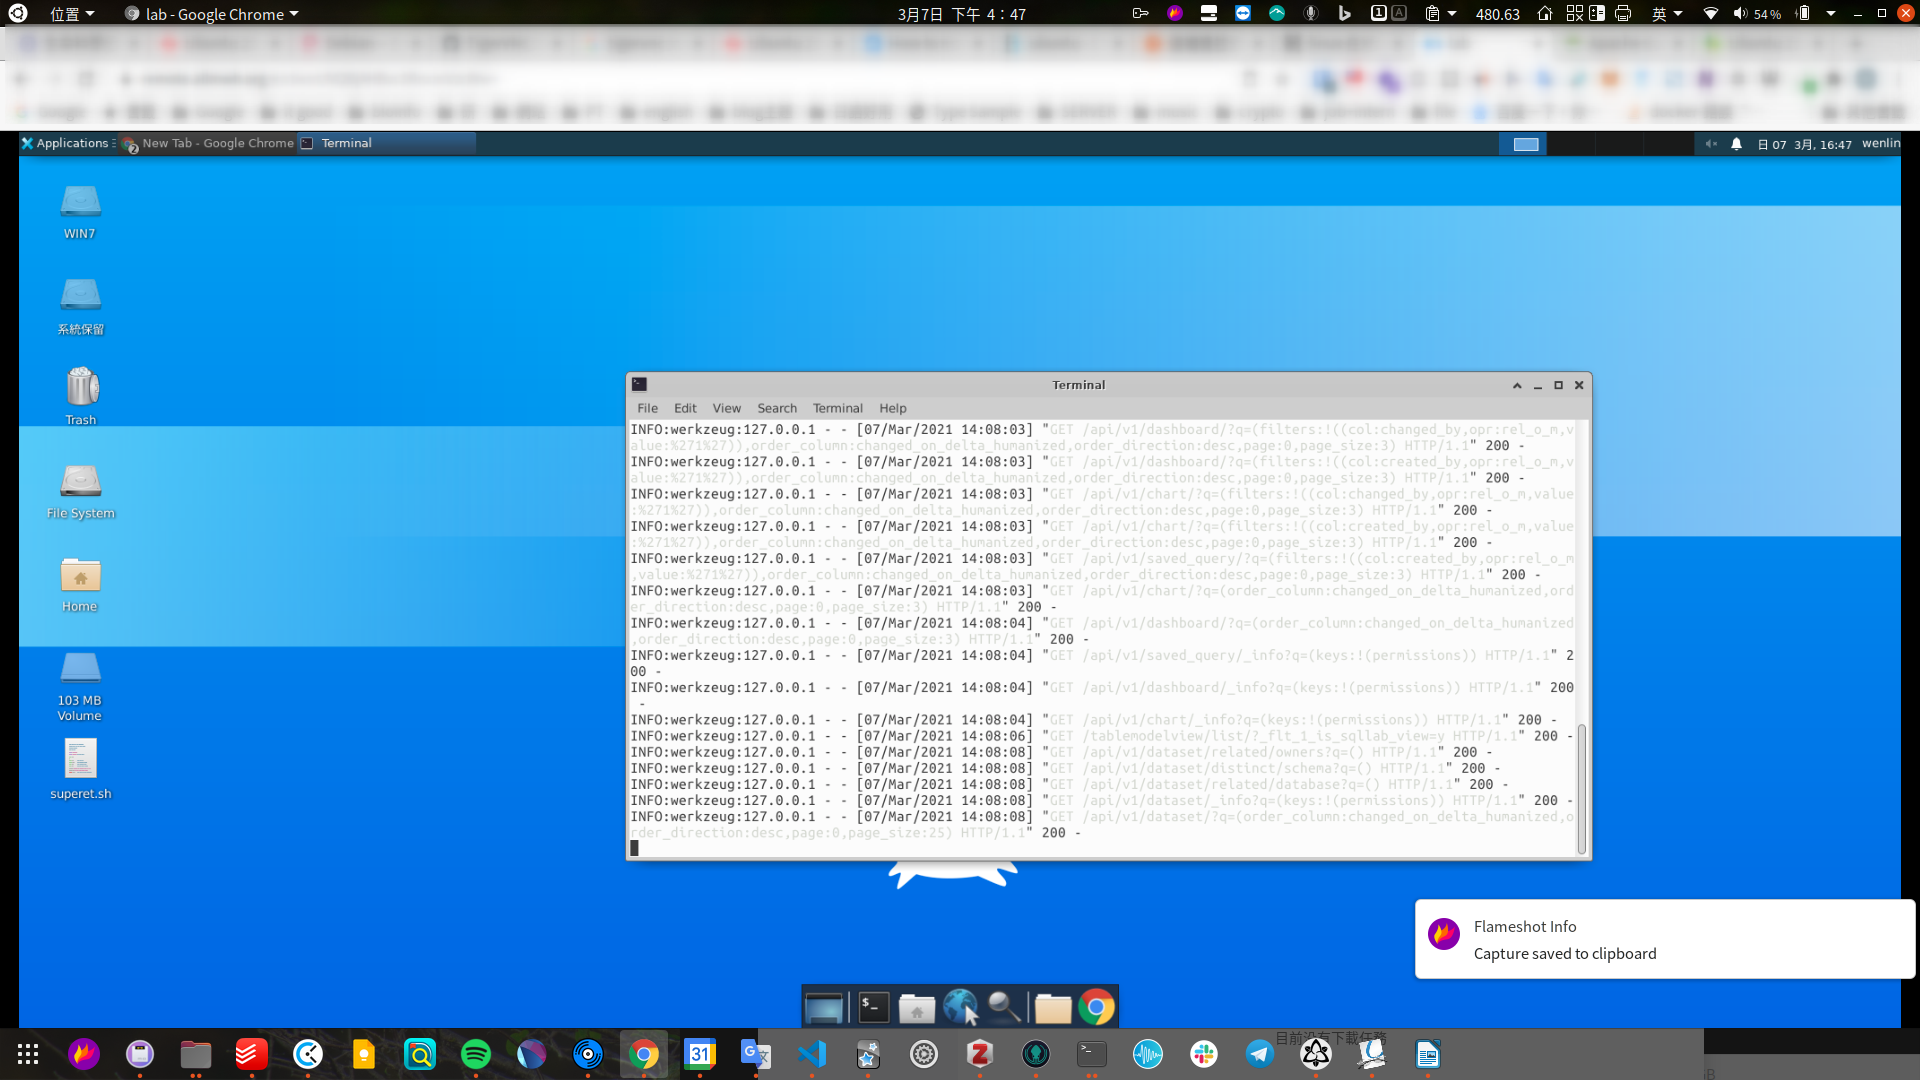 位置
lab - Google Chrome
3月7日 下午 4：47
480.63
英
54 %
Applications
New Tab - Google Chrome
Terminal
日 07 3月, 16:47
wenlin
WIN7
系統保留
Trash
File System
Home
103 MB
Volume
superet.sh
Terminal
File Edit View Search Terminal Help
INFO:werkzeug:127.0.0.1 - - [07/Mar/2021 14:08:03] "GET /api/v1/dashboard/?q=(filters:!((col:changed_by,opr:rel_o_m,v
alue:%271%27)),order_column:changed_on_delta_humanized,order_direction:desc,page:0,page_size:3) HTTP/1.1" 200 -
INFO:werkzeug:127.0.0.1 - - [07/Mar/2021 14:08:03] "GET /api/v1/dashboard/?q=(filters:!((col:created_by,opr:rel_o_m,v
alue:%271%27)),order_column:changed_on_delta_humanized,order_direction:desc,page:0,page_size:3) HTTP/1.1" 200 -
INFO:werkzeug:127.0.0.1 - - [07/Mar/2021 14:08:03] "GET /api/v1/chart/?q=(filters:!((col:changed_by,opr:rel_o_m,value
:%271%27)),order_column:changed_on_delta_humanized,order_direction:desc,page:0,page_size:3) HTTP/1.1" 200 -
INFO:werkzeug:127.0.0.1 - - [07/Mar/2021 14:08:03] "GET /api/v1/chart/?q=(filters:!((col:created_by,opr:rel_o_m,value
:%271%27)),order_column:changed_on_delta_humanized,order_direction:desc,page:0,page_size:3) HTTP/1.1" 200 -
INFO:werkzeug:127.0.0.1 - - [07/Mar/2021 14:08:03] "GET /api/v1/saved_query/?q=(filters:!((col:created_by,opr:rel_o_m
,value:%271%27)),order_column:changed_on_delta_humanized,order_direction:desc,page:0,page_size:3) HTTP/1.1" 200 -
INFO:werkzeug:127.0.0.1 - - [07/Mar/2021 14:08:03] "GET /api/v1/chart/?q=(order_column:changed_on_delta_humanized,ord
er_direction:desc,page:0,page_size:3) HTTP/1.1" 200 -
INFO:werkzeug:127.0.0.1 - - [07/Mar/2021 14:08:04] "GET /api/v1/dashboard/?q=(order_column:changed_on_delta_humanized
,order_direction:desc,page:0,page_size:3) HTTP/1.1" 200 -
INFO:werkzeug:127.0.0.1 - - [07/Mar/2021 14:08:04] "GET /api/v1/saved_query/_info?q=(keys:!(permissions)) HTTP/1.1" 2
00 -
INFO:werkzeug:127.0.0.1 - - [07/Mar/2021 14:08:04] "GET /api/v1/dashboard/_info?q=(keys:!(permissions)) HTTP/1.1" 200
-
INFO:werkzeug:127.0.0.1 - - [07/Mar/2021 14:08:04] "GET /api/v1/chart/_info?q=(keys:!(permissions)) HTTP/1.1" 200 -
INFO:werkzeug:127.0.0.1 - - [07/Mar/2021 14:08:06] "GET /tablemodelview/list/?_flt_1_is_sqllab_view=y HTTP/1.1" 200 -
INFO:werkzeug:127.0.0.1 - - [07/Mar/2021 14:08:08] "GET /api/v1/dataset/related/owners?q=() HTTP/1.1" 200 -
INFO:werkzeug:127.0.0.1 - - [07/Mar/2021 14:08:08] "GET /api/v1/dataset/distinct/schema?q=() HTTP/1.1" 200 -
INFO:werkzeug:127.0.0.1 - - [07/Mar/2021 14:08:08] "GET /api/v1/dataset/related/database?q=() HTTP/1.1" 200 -
INFO:werkzeug:127.0.0.1 - - [07/Mar/2021 14:08:08] "GET /api/v1/dataset/_info?q=(keys:!(permissions)) HTTP/1.1" 200 -
INFO:werkzeug:127.0.0.1 - - [07/Mar/2021 14:08:08] "GET /api/v1/dataset/?q=(order_column:changed_on_delta_humanized,o
rder_direction:desc,page:0,page_size:25) HTTP/1.1" 200 -
Flameshot Info
Capture saved to clipboard
目前沒有下載任務
31